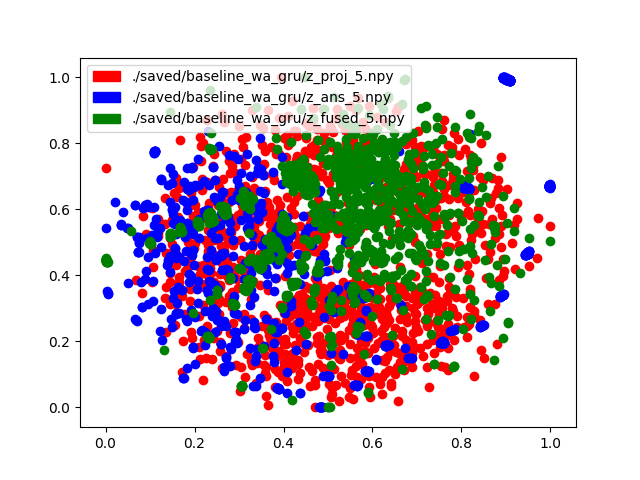 ./saved/baseline_wa_gru/z_proj_5.npy
./saved/baseline_wa_gru/z_ans_5.npy
./saved/baseline_wa_gru/z_fused_5.npy
1.0
0.8
0.6
0.4
0.2
0.0
0.0 0.2 0.4 0.6 0.8 1.0